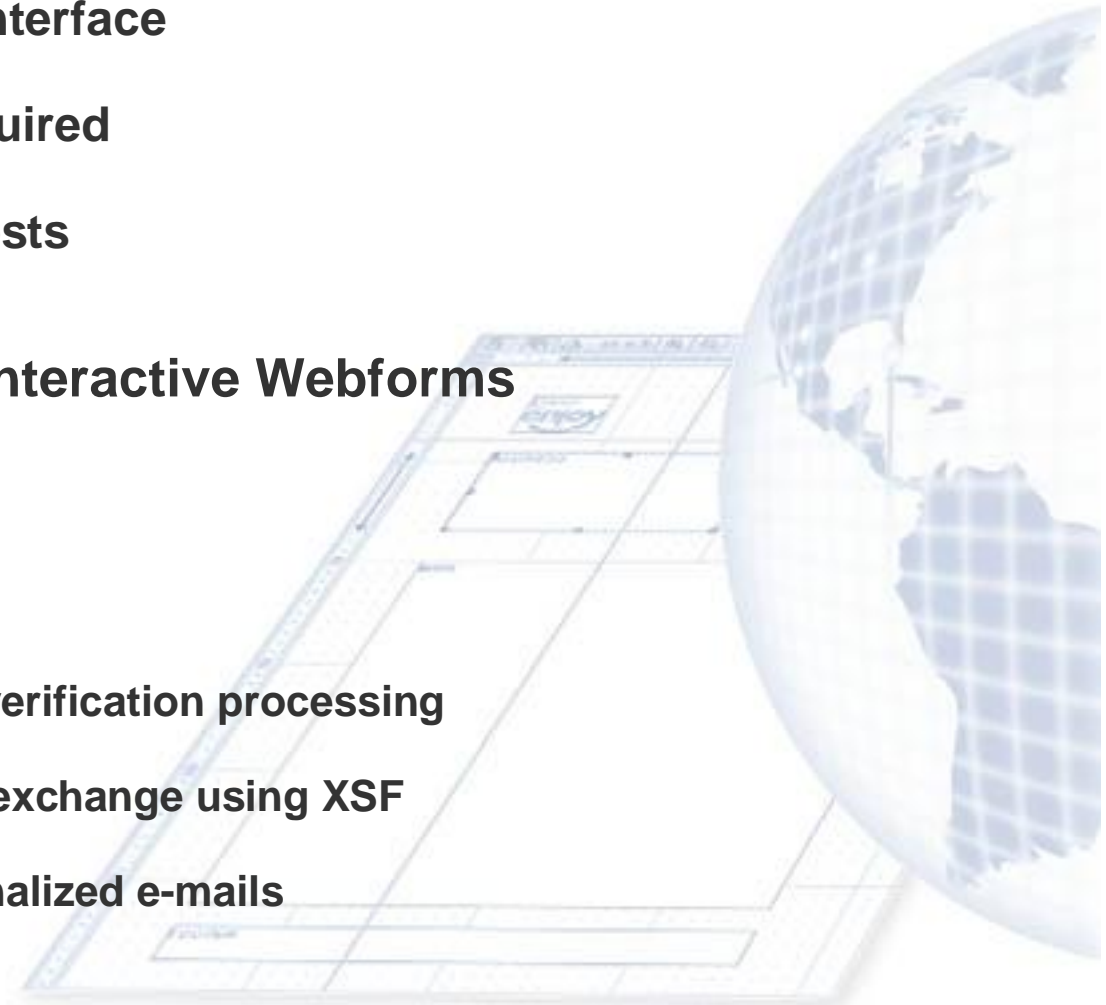 nterface
uired
sts
nteractive Webforms
erification processing
exchange using XSF
nalized e-mails